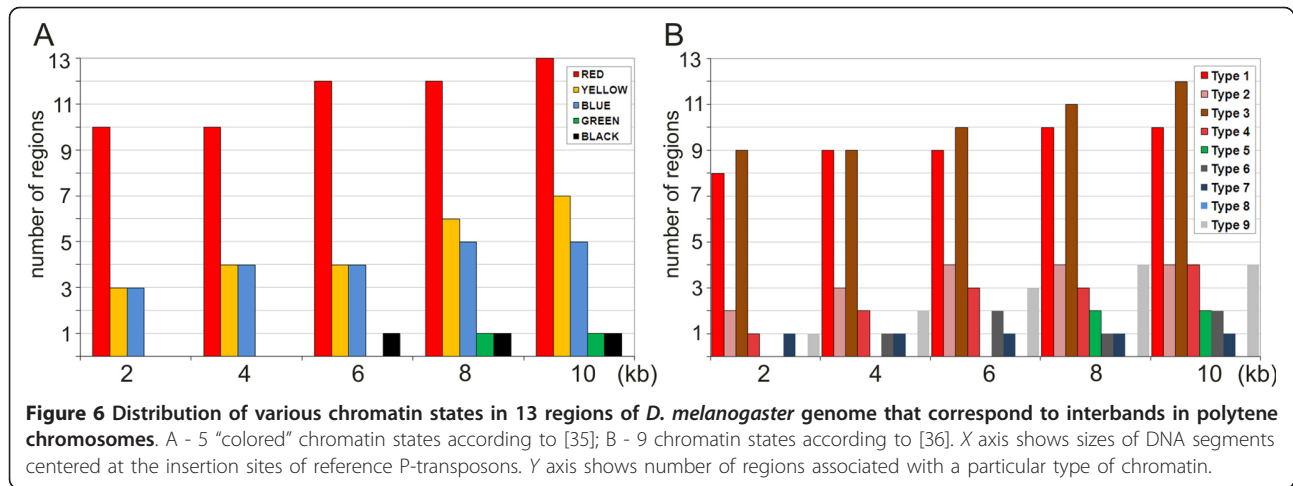 A
number of regions
13
11
9
7
5
3
1
RED
YELLOW
BLUE
GREEN
BLACK
2 4 6 8 10 (kb)
B
number of regions
13
11
9
7
5
3
1
Type 1
Type 2
Type 3
Type 4
Type 5
Type 6
Type 7
Type 8
Type 9
2 4 6 8 10 (kb)
Figure 6 Distribution of various chromatin states in 13 regions of D. melanogaster genome that correspond to interbands in polytene
chromosomes. A - 5 “colored” chromatin states according to [35]; B - 9 chromatin states according to [36]. X axis shows sizes of DNA segments
centered at the insertion sites of reference P-transposons. Y axis shows number of regions associated with a particular type of chromatin.